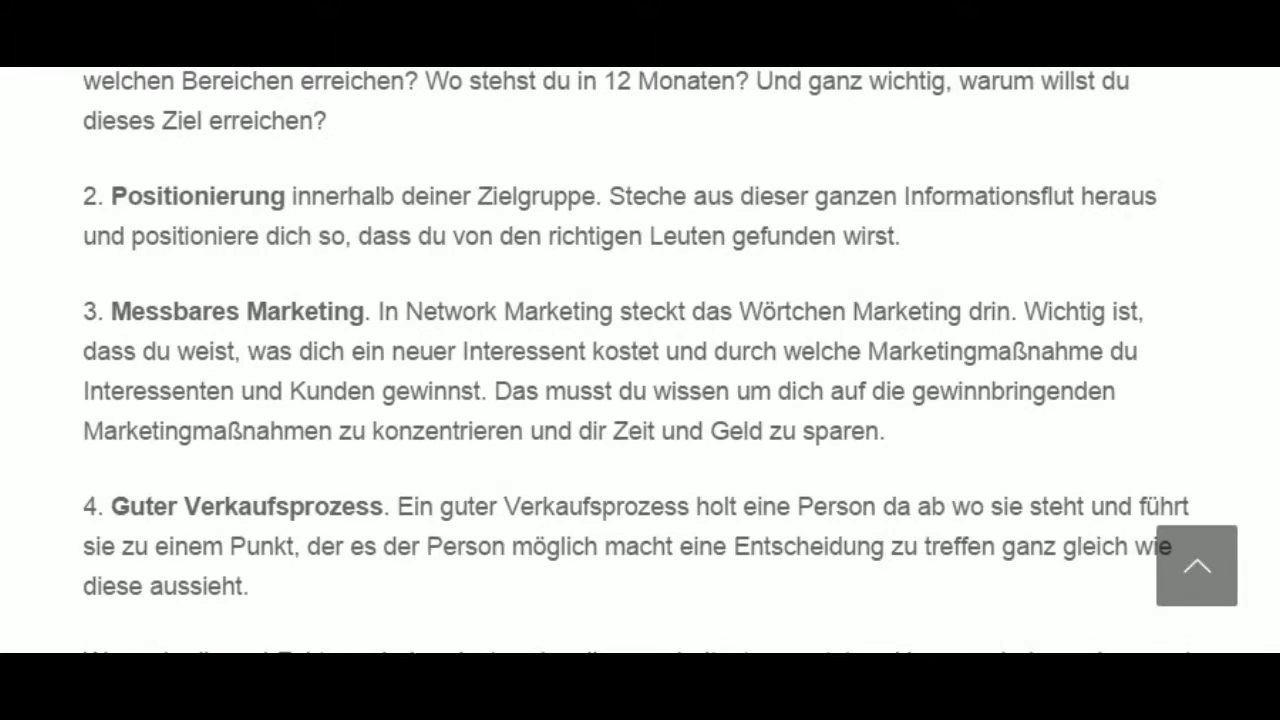 welchen Bereichen erreichen? Wo stehst du in 12 Monaten? Und ganz wichtig, warum willst du
dieses Ziel erreichen?
2. Positionierung innerhalb deiner Zielgruppe. Steche aus dieser ganzen Informationsflut heraus
und positioniere dich so, dass du von den richtigen Leuten gefunden wirst.
3. Messbares Marketing. In Network Marketing steckt das Wörtchen Marketing drin. Wichtig ist,
dass du weist, was dich ein neuer Interessent kostet und durch welche Marketingmaßnahme du
Interessenten und Kunden gewinnst. Das musst du wissen um dich auf die gewinnbringenden
Marketingmaßnahmen zu konzentrieren und dir Zeit und Geld zu sparen.
4. Guter Verkaufsprozess. Ein guter Verkaufsprozess holt eine Person da ab wo sie steht und führt
sie zu einem Punkt, der es der Person möglich macht eine Entscheidung zu treffen ganz gleich wie
diese aussieht.